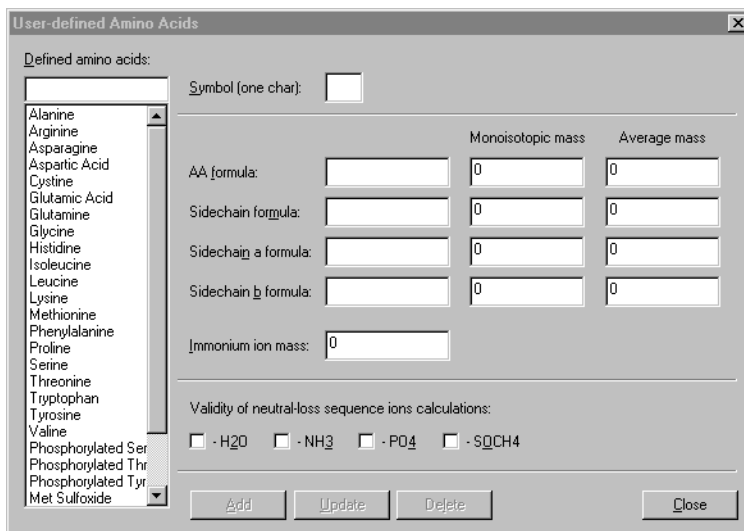 User-defined Amino Acids
Defined amino acids:
Symbol (one char):
Alanine
Arginine
Asparagine
Aspartic Acid
Cystine
Glutamic Acid
Glutamine
Glycine
Histidine
Isoleucine
Leucine
Lysine
Methionine
Phenylalanine
Proline
Serine
Threonine
Tryptophan
Tyrosine
Valine
Phosphorylated Ser
Phosphorylated Thr
Phosphorylated Tyr
Met Sulfoxide
Monoisotopic mass Average mass
AA formula: 0 0
Sidechain formula: 0 0
Sidechain a formula: 0 0
Sidechain b formula: 0 0
Immonium ion mass: 0
Validity of neutral-loss sequence ions calculations:
- H2O - NH3 - PO4 - SOCH4
Add Update Delete Close